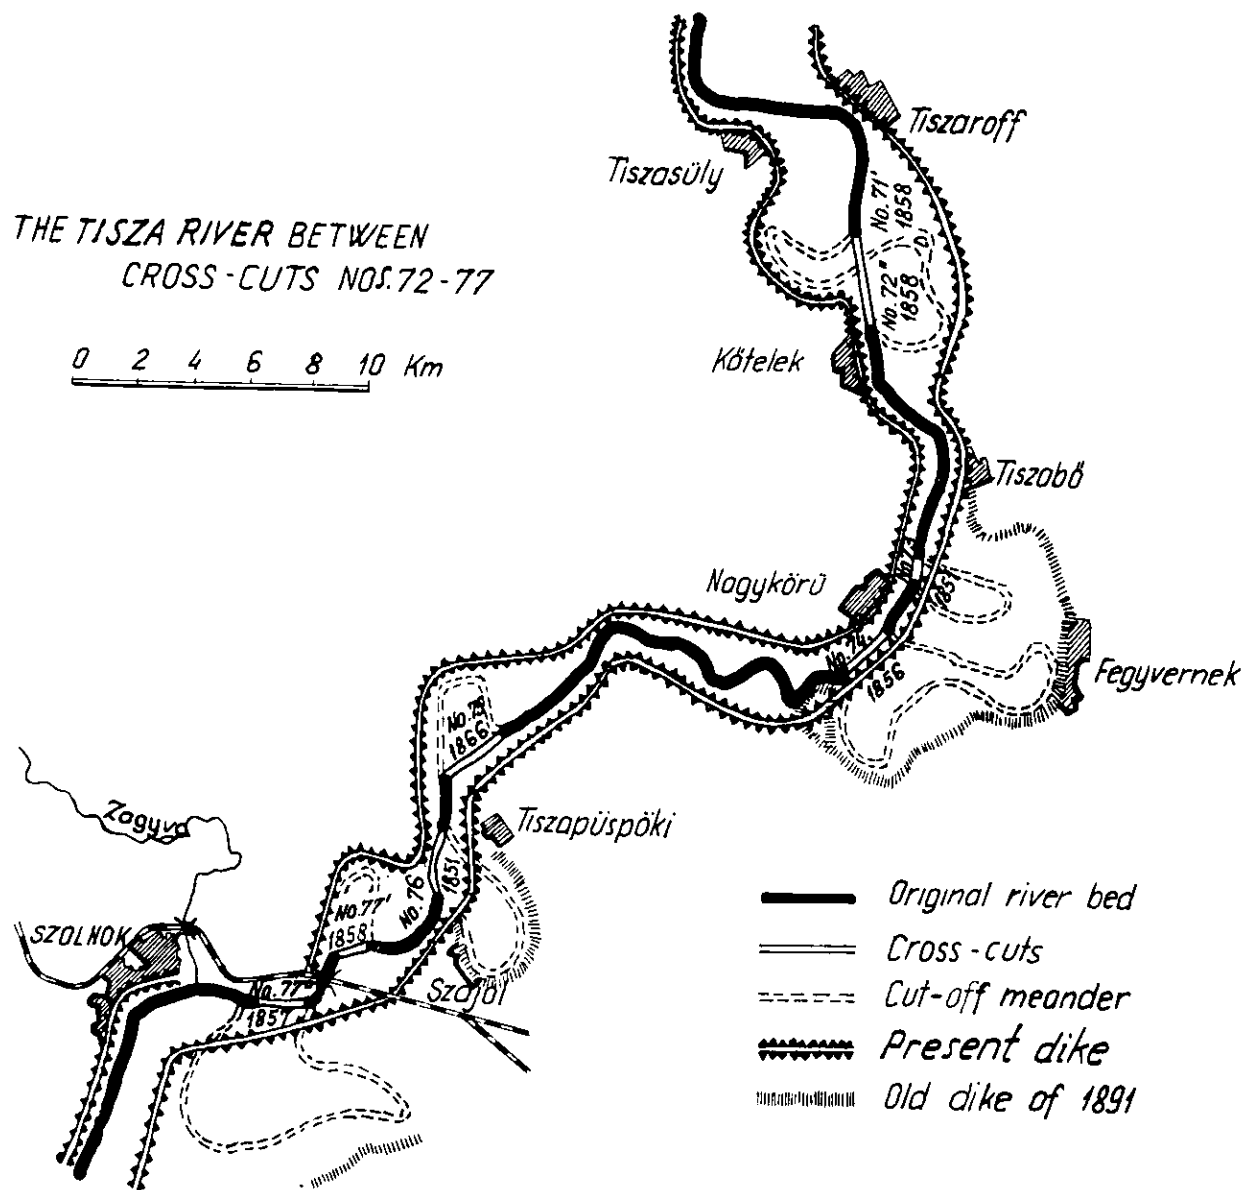 Tiszaroff
Tiszasüly
No. 71'
1858
THE TISZA RIVER BETWEEN
CROSS-CUTS NOS. 72-77
No. 72"
1858
0 2 4 6 8 10 Km
Kőtelek
Tiszabő
No. 73
Nagykörű
No. 74
1856
Fegyvernek
No. 75
1866
Zagyva
Tiszapüspöki
1851
No. 76
No. 77'
1858
SZOLNOK
Szajol
No. 77"
1857
Original river bed
Cross-cuts
Cut-off meander
Present dike
Old dike of 1891